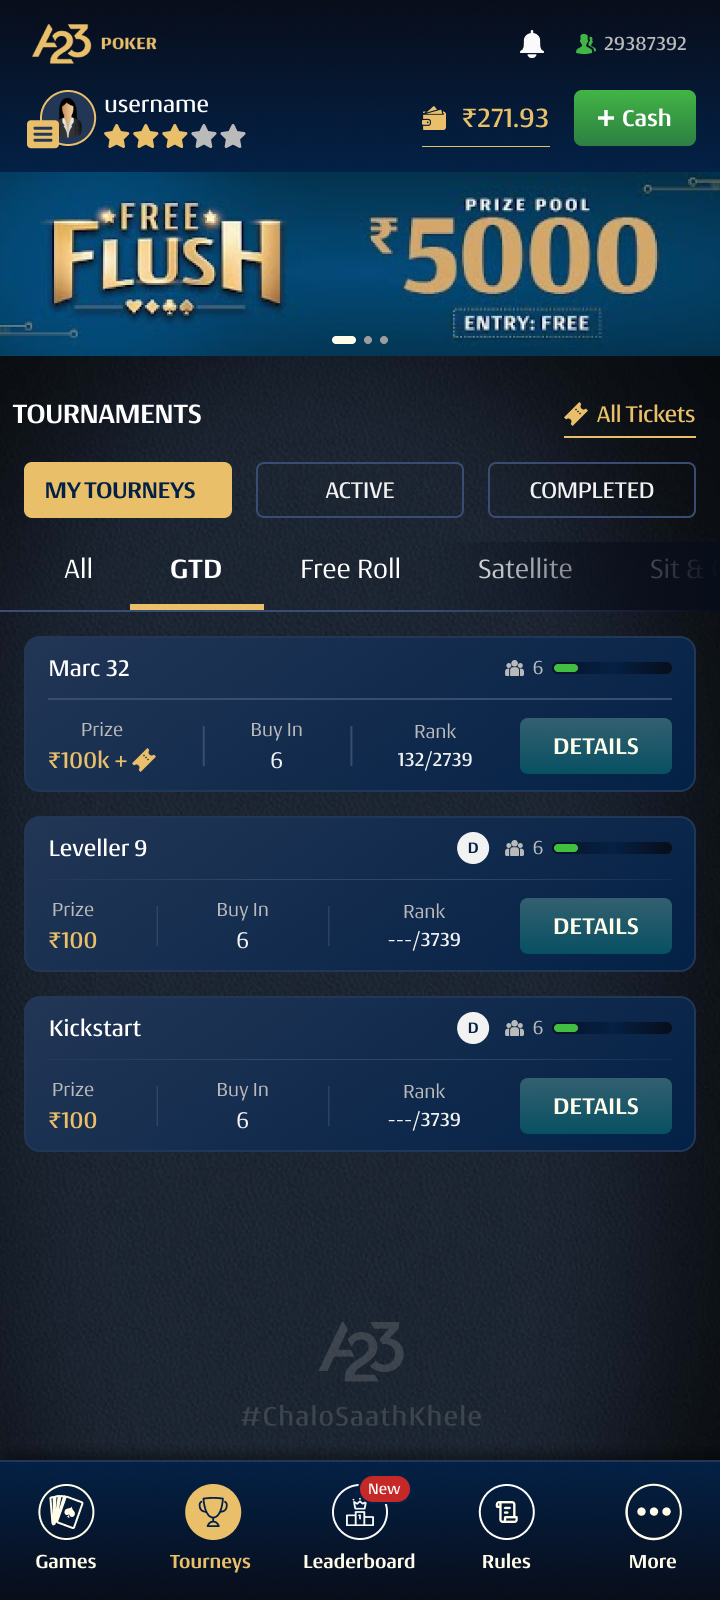 A23 POKER
29387392
username
₹271.93
+ Cash
FREE
FLUSH
PRIZE POOL
₹5000
ENTRY: FREE
TOURNAMENTS
All Tickets
MY TOURNEYS
ACTIVE
COMPLETED
All
GTD
Free Roll
Satellite
Sit &
Marc 32
6
Prize
₹100k +
Buy In
6
Rank
132/2739
DETAILS
Leveller 9
D
6
Prize
₹100
Buy In
6
Rank
---/3739
DETAILS
Kickstart
D
6
Prize
₹100
Buy In
6
Rank
---/3739
DETAILS
A23
#ChaloSaathKhele
New
Games
Tourneys
Leaderboard
Rules
More